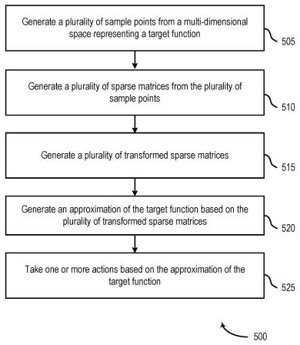 Generate a plurality of sample points from a multi-dimensional
space representing a target function
505
Generate a plurality of sparse matrices from the plurality of
sample points
510
Generate a plurality of transformed sparse matrices
515
Generate an approximation of the target function based on the
plurality of transformed sparse matrices
520
Take one or more actions based on the approximation of the
target function
525
500